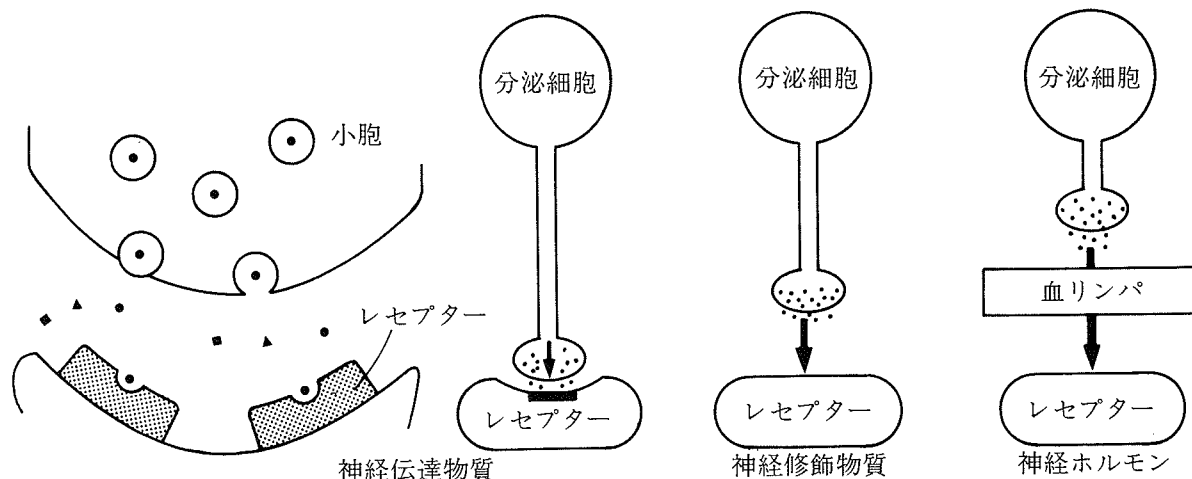 小胞
レセプター
分泌細胞
レセプター
神経伝達物質
分泌細胞
レセプター
神経修飾物質
分泌細胞
血リンパ
レセプター
神経ホルモン